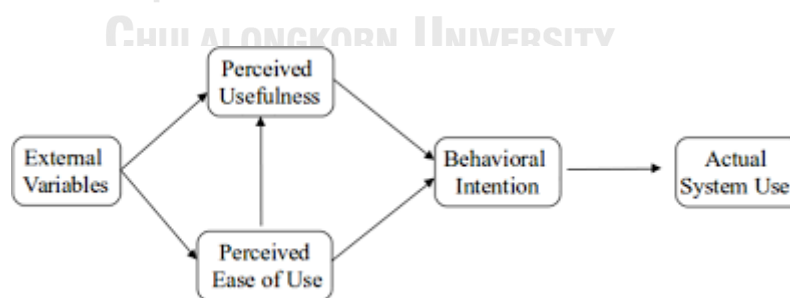 CHULALONGKORN UNIVERSITY
Perceived
Usefulness
External
Variables
Behavioral
Intention
Actual
System Use
Perceived
Ease of Use